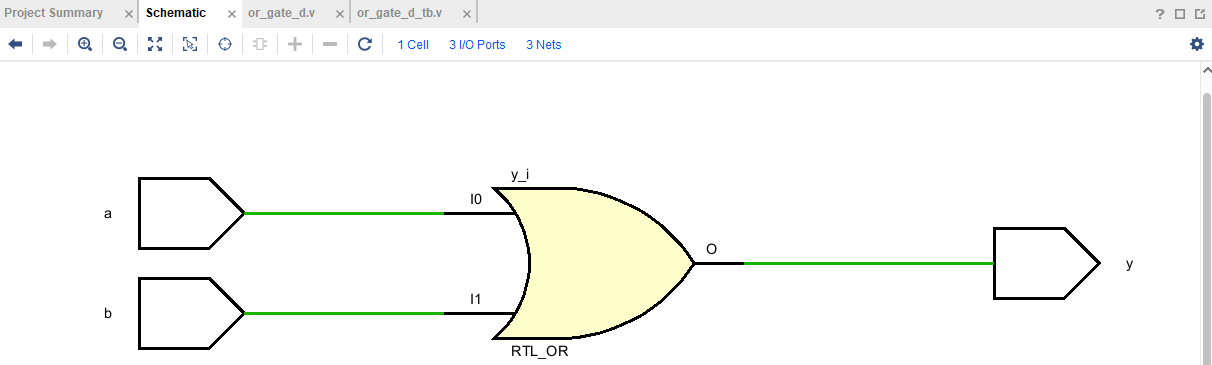 Project Summary × Schematic × or_gate_d.v × or_gate_d_tb.v × ?
1 Cell 3 I/O Ports 3 Nets
y_i
I0
a
O
y
I1
b
RTL_OR